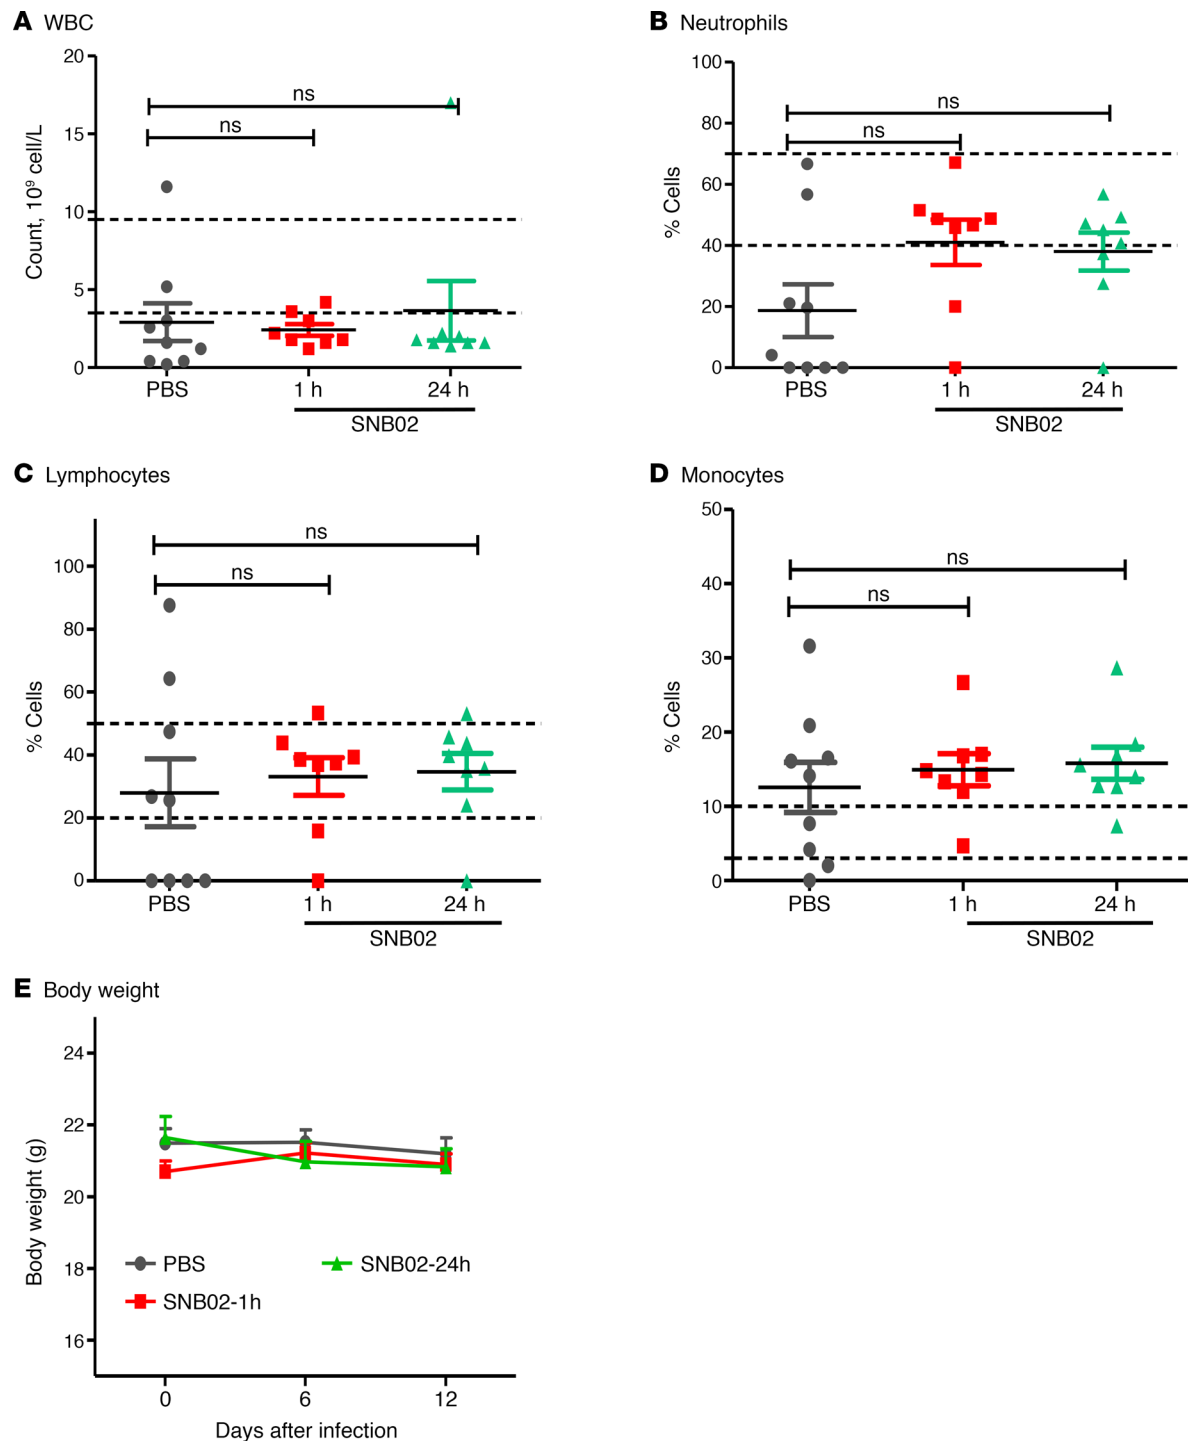 A WBC
20
15
10
5
0
Count, 10⁹ cell/L
ns
ns
PBS
1 h
24 h
SNB02
B Neutrophils
100
80
60
40
20
0
% Cells
ns
ns
PBS
1 h
24 h
SNB02
C Lymphocytes
100
80
60
40
20
0
% Cells
ns
ns
PBS
1 h
24 h
SNB02
D Monocytes
50
40
30
20
10
0
% Cells
ns
ns
PBS
1 h
24 h
SNB02
E Body weight
24
22
20
18
16
Body weight (g)
PBS
SNB02-24h
SNB02-1h
0
6
12
Days after infection